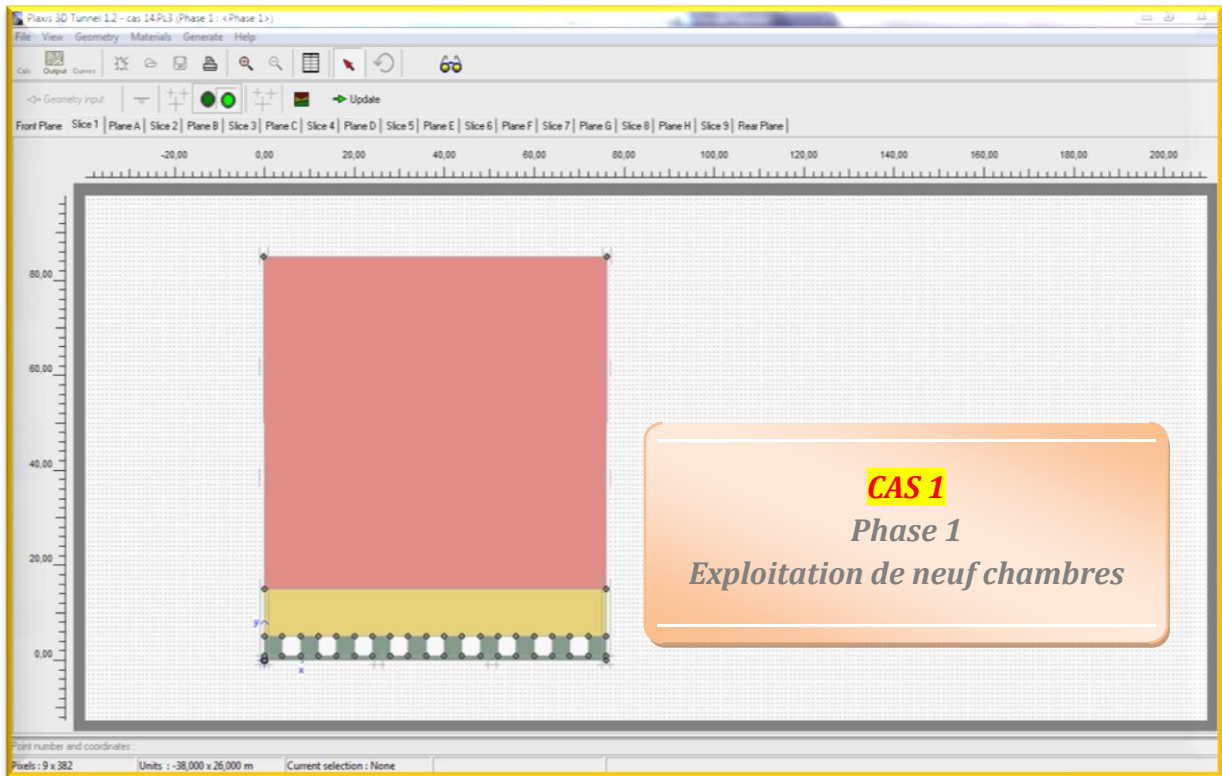 Plaxis 3D Tunnel 1.2 - cas 14.PL3 (Phase 1 : <Phase 1>)
File View Geometry Materials Generate Help
Calc Output Curves
Geometry input Update
Front Plane Slice 1 Plane A Slice 2 Plane B Slice 3 Plane C Slice 4 Plane D Slice 5 Plane E Slice 6 Plane F Slice 7 Plane G Slice 8 Plane H Slice 9 Rear Plane
-20,00 0,00 20,00 40,00 60,00 80,00 100,00 120,00 140,00 160,00 180,00 200,00
80,00
60,00
40,00
20,00
0,00
y
x
CAS 1
Phase 1
Exploitation de neuf chambres
Point number and coordinates :
Pixels : 9 x 382 Units : -38,000 x 26,000 m Current selection : None